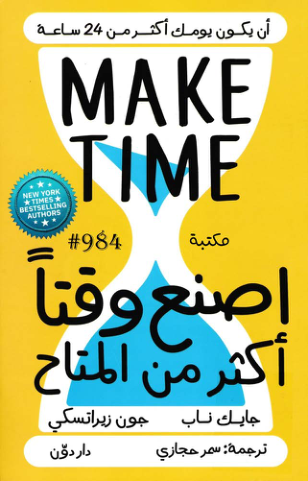 أن يكون يومك أكثر من 24 ساعة
MAKE
TIME
NEW YORK
TIMES
BESTSELLING
AUTHORS
مكتبة #984
اصنع وقتاً
أكثر من المتاح
جايك ناب جون زيراتسكي
ترجمة: سمر حجازي دار دوّن